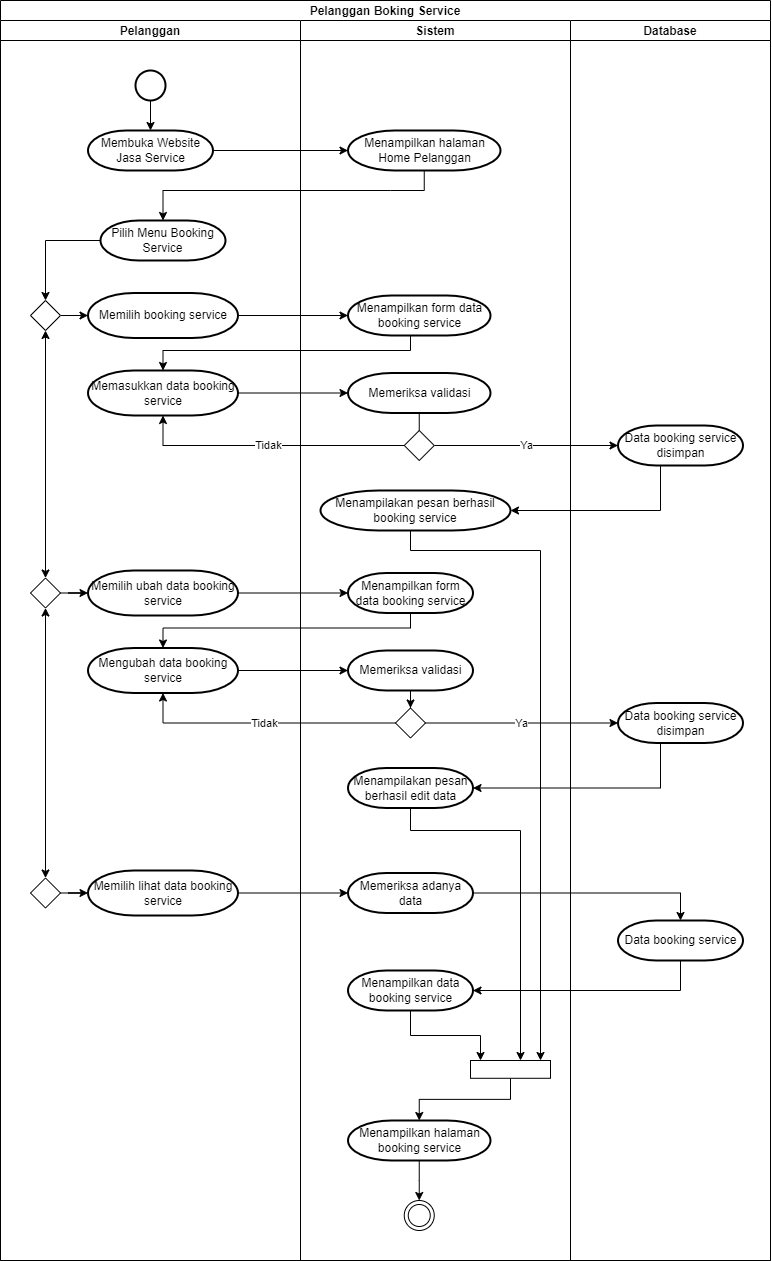 Pelanggan Boking Service
Pelanggan
Sistem
Database
Membuka Website
Jasa Service
Menampilkan halaman
Home Pelanggan
Pilih Menu Booking
Service
Memilih booking service
Menampilkan form data
booking service
Memasukkan data booking
service
Memeriksa validasi
Tidak
Ya
Data booking service
disimpan
Menampilakan pesan berhasil
booking service
Memilih ubah data booking
service
Menampilkan form
data booking service
Mengubah data booking
service
Memeriksa validasi
Tidak
Ya
Data booking service
disimpan
Menampilakan pesan
berhasil edit data
Memilih lihat data booking
service
Memeriksa adanya
data
Data booking service
Menampilkan data
booking service
Menampilkan halaman
booking service